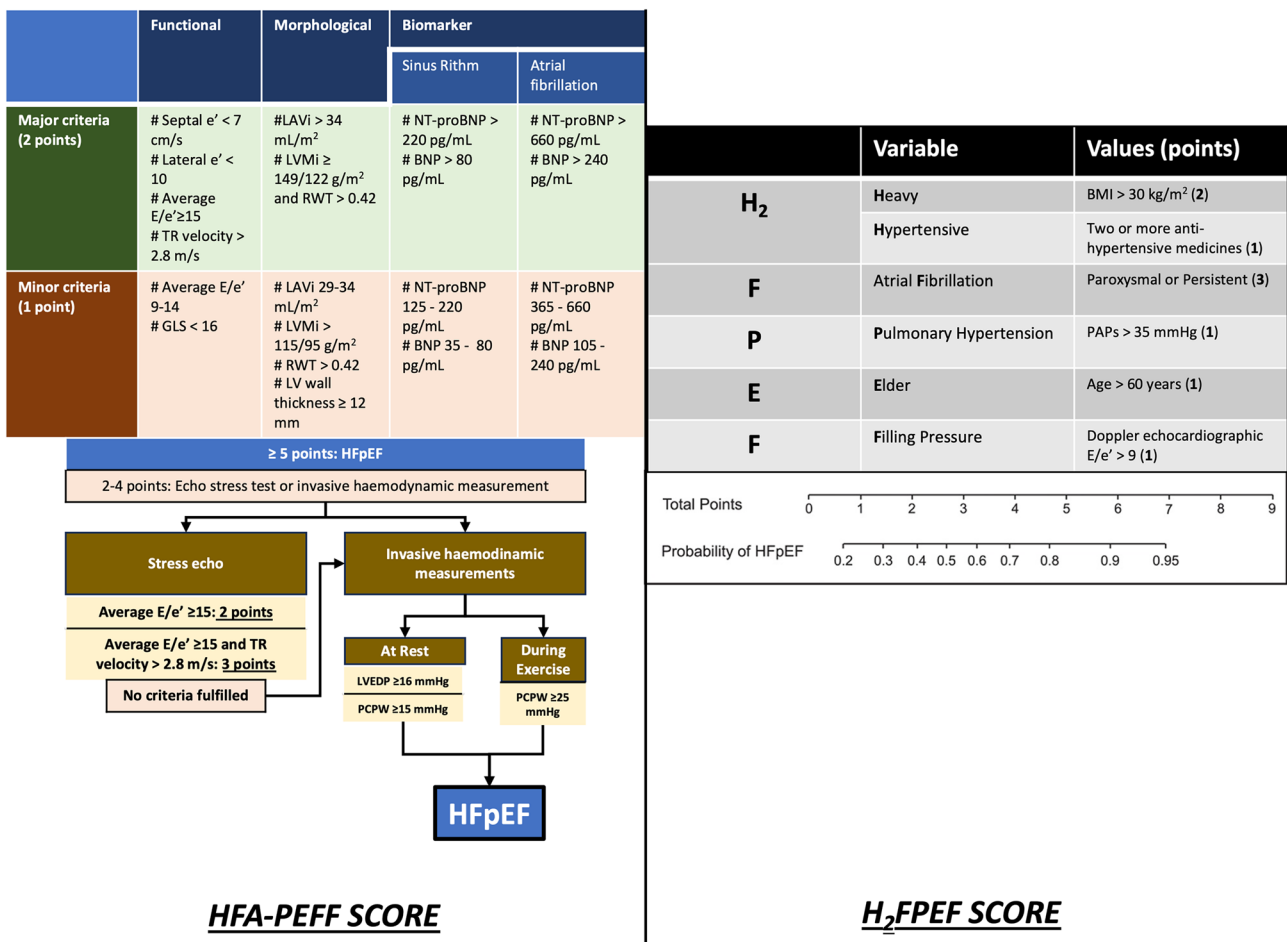 Functional
Morphological
Biomarker
Sinus Rithm
Atrial
fibrillation
Major criteria
(2 points)
# Septal e' < 7
cm/s
# Lateral e' <
10
# Average
E/e'≥15
# TR velocity >
2.8 m/s
#LAVi > 34
mL/m²
# LVMi ≥
149/122 g/m²
and RWT > 0.42
# NT-proBNP >
220 pg/mL
# BNP > 80
pg/mL
# NT-proBNP >
660 pg/mL
# BNP > 240
pg/mL
Minor criteria
(1 point)
# Average E/e'
9-14
# GLS < 16
# LAVi 29-34
mL/m²
# LVMi >
115/95 g/m²
# RWT > 0.42
# LV wall
thickness ≥ 12
mm
# NT-proBNP
125 - 220
pg/mL
# BNP 35 - 80
pg/mL
# NT-proBNP
365 - 660
pg/mL
# BNP 105 -
240 pg/mL
≥ 5 points: HFpEF
2-4 points: Echo stress test or invasive haemodynamic measurement
Stress echo
Average E/e' ≥15: 2 points
Average E/e' ≥15 and TR
velocity > 2.8 m/s: 3 points
No criteria fulfilled
Invasive haemodinamic
measurements
At Rest
LVEDP ≥16 mmHg
PCPW ≥15 mmHg
During
Exercise
PCPW ≥25
mmHg
HFpEF
HFA-PEFF SCORE
Variable
Values (points)
H₂
Heavy
BMI > 30 kg/m² (2)
Hypertensive
Two or more anti-
hypertensive medicines (1)
F
Atrial Fibrillation
Paroxysmal or Persistent (3)
P
Pulmonary Hypertension
PAPs > 35 mmHg (1)
E
Elder
Age > 60 years (1)
F
Filling Pressure
Doppler echocardiographic
E/e' > 9 (1)
Total Points
0 1 2 3 4 5 6 7 8 9
Probability of HFpEF
0.2 0.3 0.4 0.5 0.6 0.7 0.8 0.9 0.95
H₂FPEF SCORE